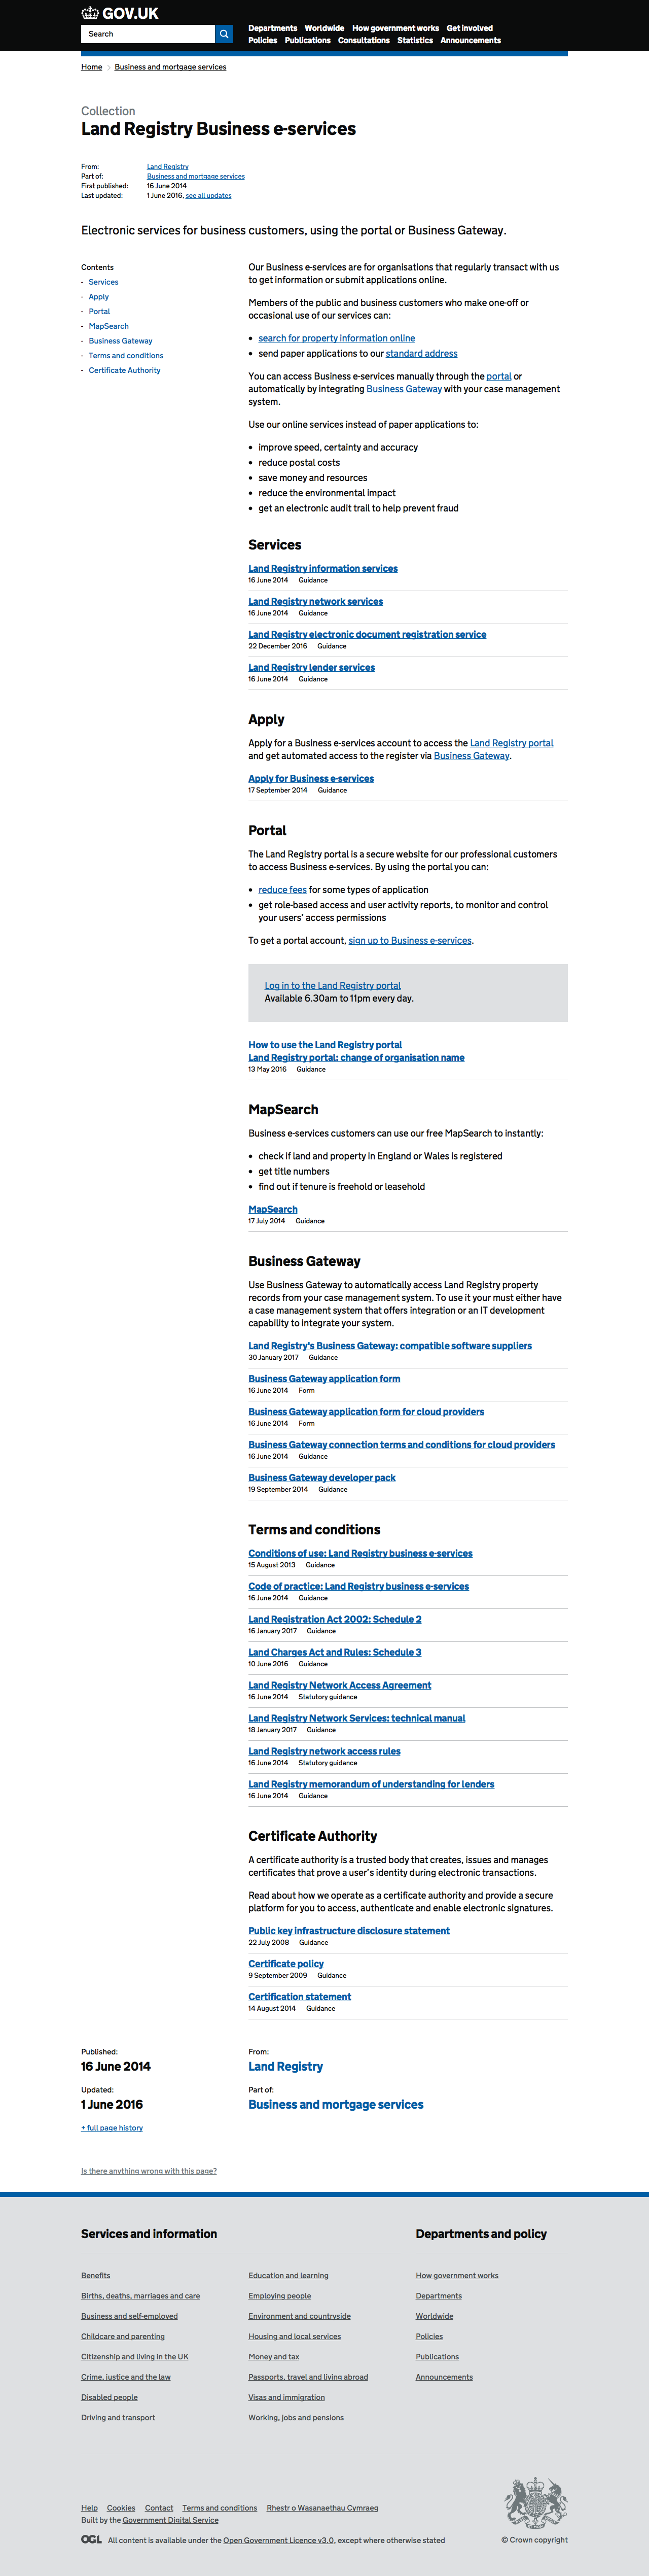 GOV.UK
Search
Departments Worldwide How government works Get involved
Policies Publications Consultations Statistics Announcements
Home Business and mortgage services
Collection
Land Registry Business e-services
From: Land Registry
Part of: Business and mortgage services
First published: 16 June 2014
Last updated: 1 June 2016, see all updates
Electronic services for business customers, using the portal or Business Gateway.
Contents
- Services
- Apply
- Portal
- MapSearch
- Business Gateway
- Terms and conditions
- Certificate Authority
Our Business e-services are for organisations that regularly transact with us
to get information or submit applications online.
Members of the public and business customers who make one-off or
occasional use of our services can:
• search for property information online
• send paper applications to our standard address
You can access Business e-services manually through the portal or
automatically by integrating Business Gateway with your case management
system.
Use our online services instead of paper applications to:
• improve speed, certainty and accuracy
• reduce postal costs
• save money and resources
• reduce the environmental impact
• get an electronic audit trail to help prevent fraud
Services
Land Registry information services
16 June 2014 Guidance
Land Registry network services
16 June 2014 Guidance
Land Registry electronic document registration service
22 December 2016 Guidance
Land Registry lender services
16 June 2014 Guidance
Apply
Apply for a Business e-services account to access the Land Registry portal
and get automated access to the register via Business Gateway.
Apply for Business e-services
17 September 2014 Guidance
Portal
The Land Registry portal is a secure website for our professional customers
to access Business e-services. By using the portal you can:
• reduce fees for some types of application
• get role-based access and user activity reports, to monitor and control
your users’ access permissions
To get a portal account, sign up to Business e-services.
Log in to the Land Registry portal
Available 6.30am to 11pm every day.
How to use the Land Registry portal
Land Registry portal: change of organisation name
13 May 2016 Guidance
MapSearch
Business e-services customers can use our free MapSearch to instantly:
• check if land and property in England or Wales is registered
• get title numbers
• find out if tenure is freehold or leasehold
MapSearch
17 July 2014 Guidance
Business Gateway
Use Business Gateway to automatically access Land Registry property
records from your case management system. To use it your must either have
a case management system that offers integration or an IT development
capability to integrate your system.
Land Registry's Business Gateway: compatible software suppliers
30 January 2017 Guidance
Business Gateway application form
16 June 2014 Form
Business Gateway application form for cloud providers
16 June 2014 Form
Business Gateway connection terms and conditions for cloud providers
16 June 2014 Guidance
Business Gateway developer pack
19 September 2014 Guidance
Terms and conditions
Conditions of use: Land Registry business e-services
15 August 2013 Guidance
Code of practice: Land Registry business e-services
16 June 2014 Guidance
Land Registration Act 2002: Schedule 2
16 January 2017 Guidance
Land Charges Act and Rules: Schedule 3
10 June 2016 Guidance
Land Registry Network Access Agreement
16 June 2014 Statutory guidance
Land Registry Network Services: technical manual
18 January 2017 Guidance
Land Registry network access rules
16 June 2014 Statutory guidance
Land Registry memorandum of understanding for lenders
16 June 2014 Guidance
Certificate Authority
A certificate authority is a trusted body that creates, issues and manages
certificates that prove a user’s identity during electronic transactions.
Read about how we operate as a certificate authority and provide a secure
platform for you to access, authenticate and enable electronic signatures.
Public key infrastructure disclosure statement
22 July 2008 Guidance
Certificate policy
9 September 2009 Guidance
Certification statement
14 August 2014 Guidance
Published:
16 June 2014
Updated:
1 June 2016
+ full page history
From:
Land Registry
Part of:
Business and mortgage services
Is there anything wrong with this page?
Services and information
Benefits
Births, deaths, marriages and care
Business and self-employed
Childcare and parenting
Citizenship and living in the UK
Crime, justice and the law
Disabled people
Driving and transport
Education and learning
Employing people
Environment and countryside
Housing and local services
Money and tax
Passports, travel and living abroad
Visas and immigration
Working, jobs and pensions
Departments and policy
How government works
Departments
Worldwide
Policies
Publications
Announcements
Help Cookies Contact Terms and conditions Rhestr o Wasanaethau Cymraeg
Built by the Government Digital Service
OGL All content is available under the Open Government Licence v3.0, except where otherwise stated
© Crown copyright